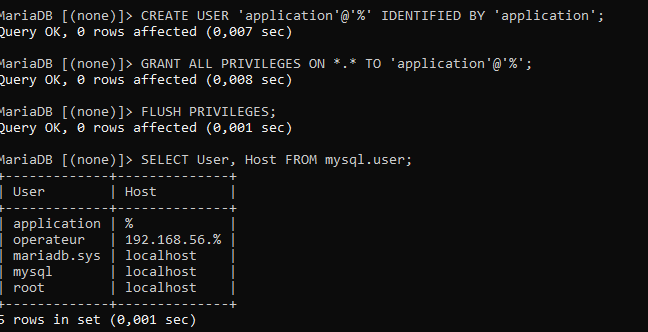 MariaDB [(none)]> CREATE USER 'application'@'%' IDENTIFIED BY 'application';
Query OK, 0 rows affected (0,007 sec)
MariaDB [(none)]> GRANT ALL PRIVILEGES ON *.* TO 'application'@'%';
Query OK, 0 rows affected (0,008 sec)
MariaDB [(none)]> FLUSH PRIVILEGES;
Query OK, 0 rows affected (0,001 sec)
MariaDB [(none)]> SELECT User, Host FROM mysql.user;
+-------------+--------------+
| User        | Host         |
+-------------+--------------+
| application | %            |
| operateur   | 192.168.56.% |
| mariadb.sys | localhost    |
| mysql       | localhost    |
| root        | localhost    |
+-------------+--------------+
5 rows in set (0,001 sec)